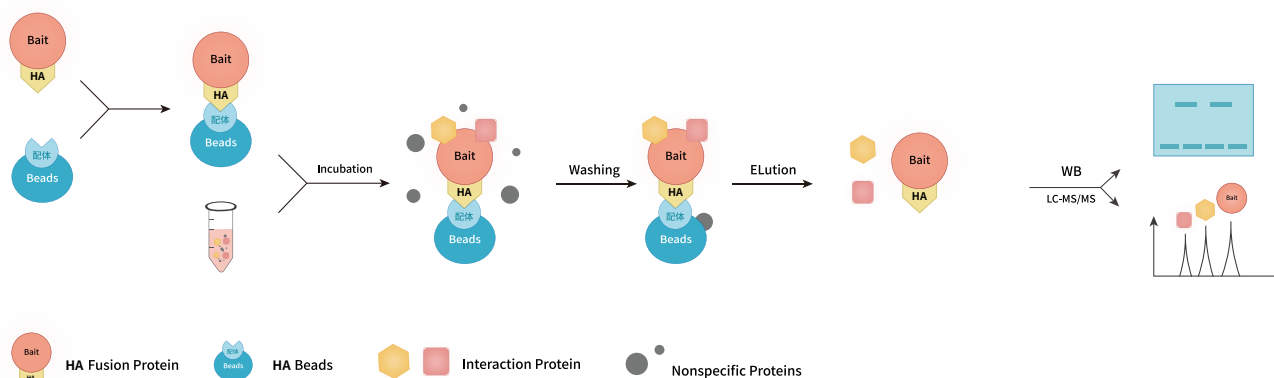 Bait
HA
配体
Beads
Bait
HA
配体
Beads
Incubation
Bait
HA
配体
Beads
Washing
Bait
HA
配体
Beads
ELution
Bait
HA
WB
LC-MS/MS
Bait
Bait
HA
HA Fusion Protein
配体
Beads
HA Beads
Interaction Protein
Nonspecific Proteins